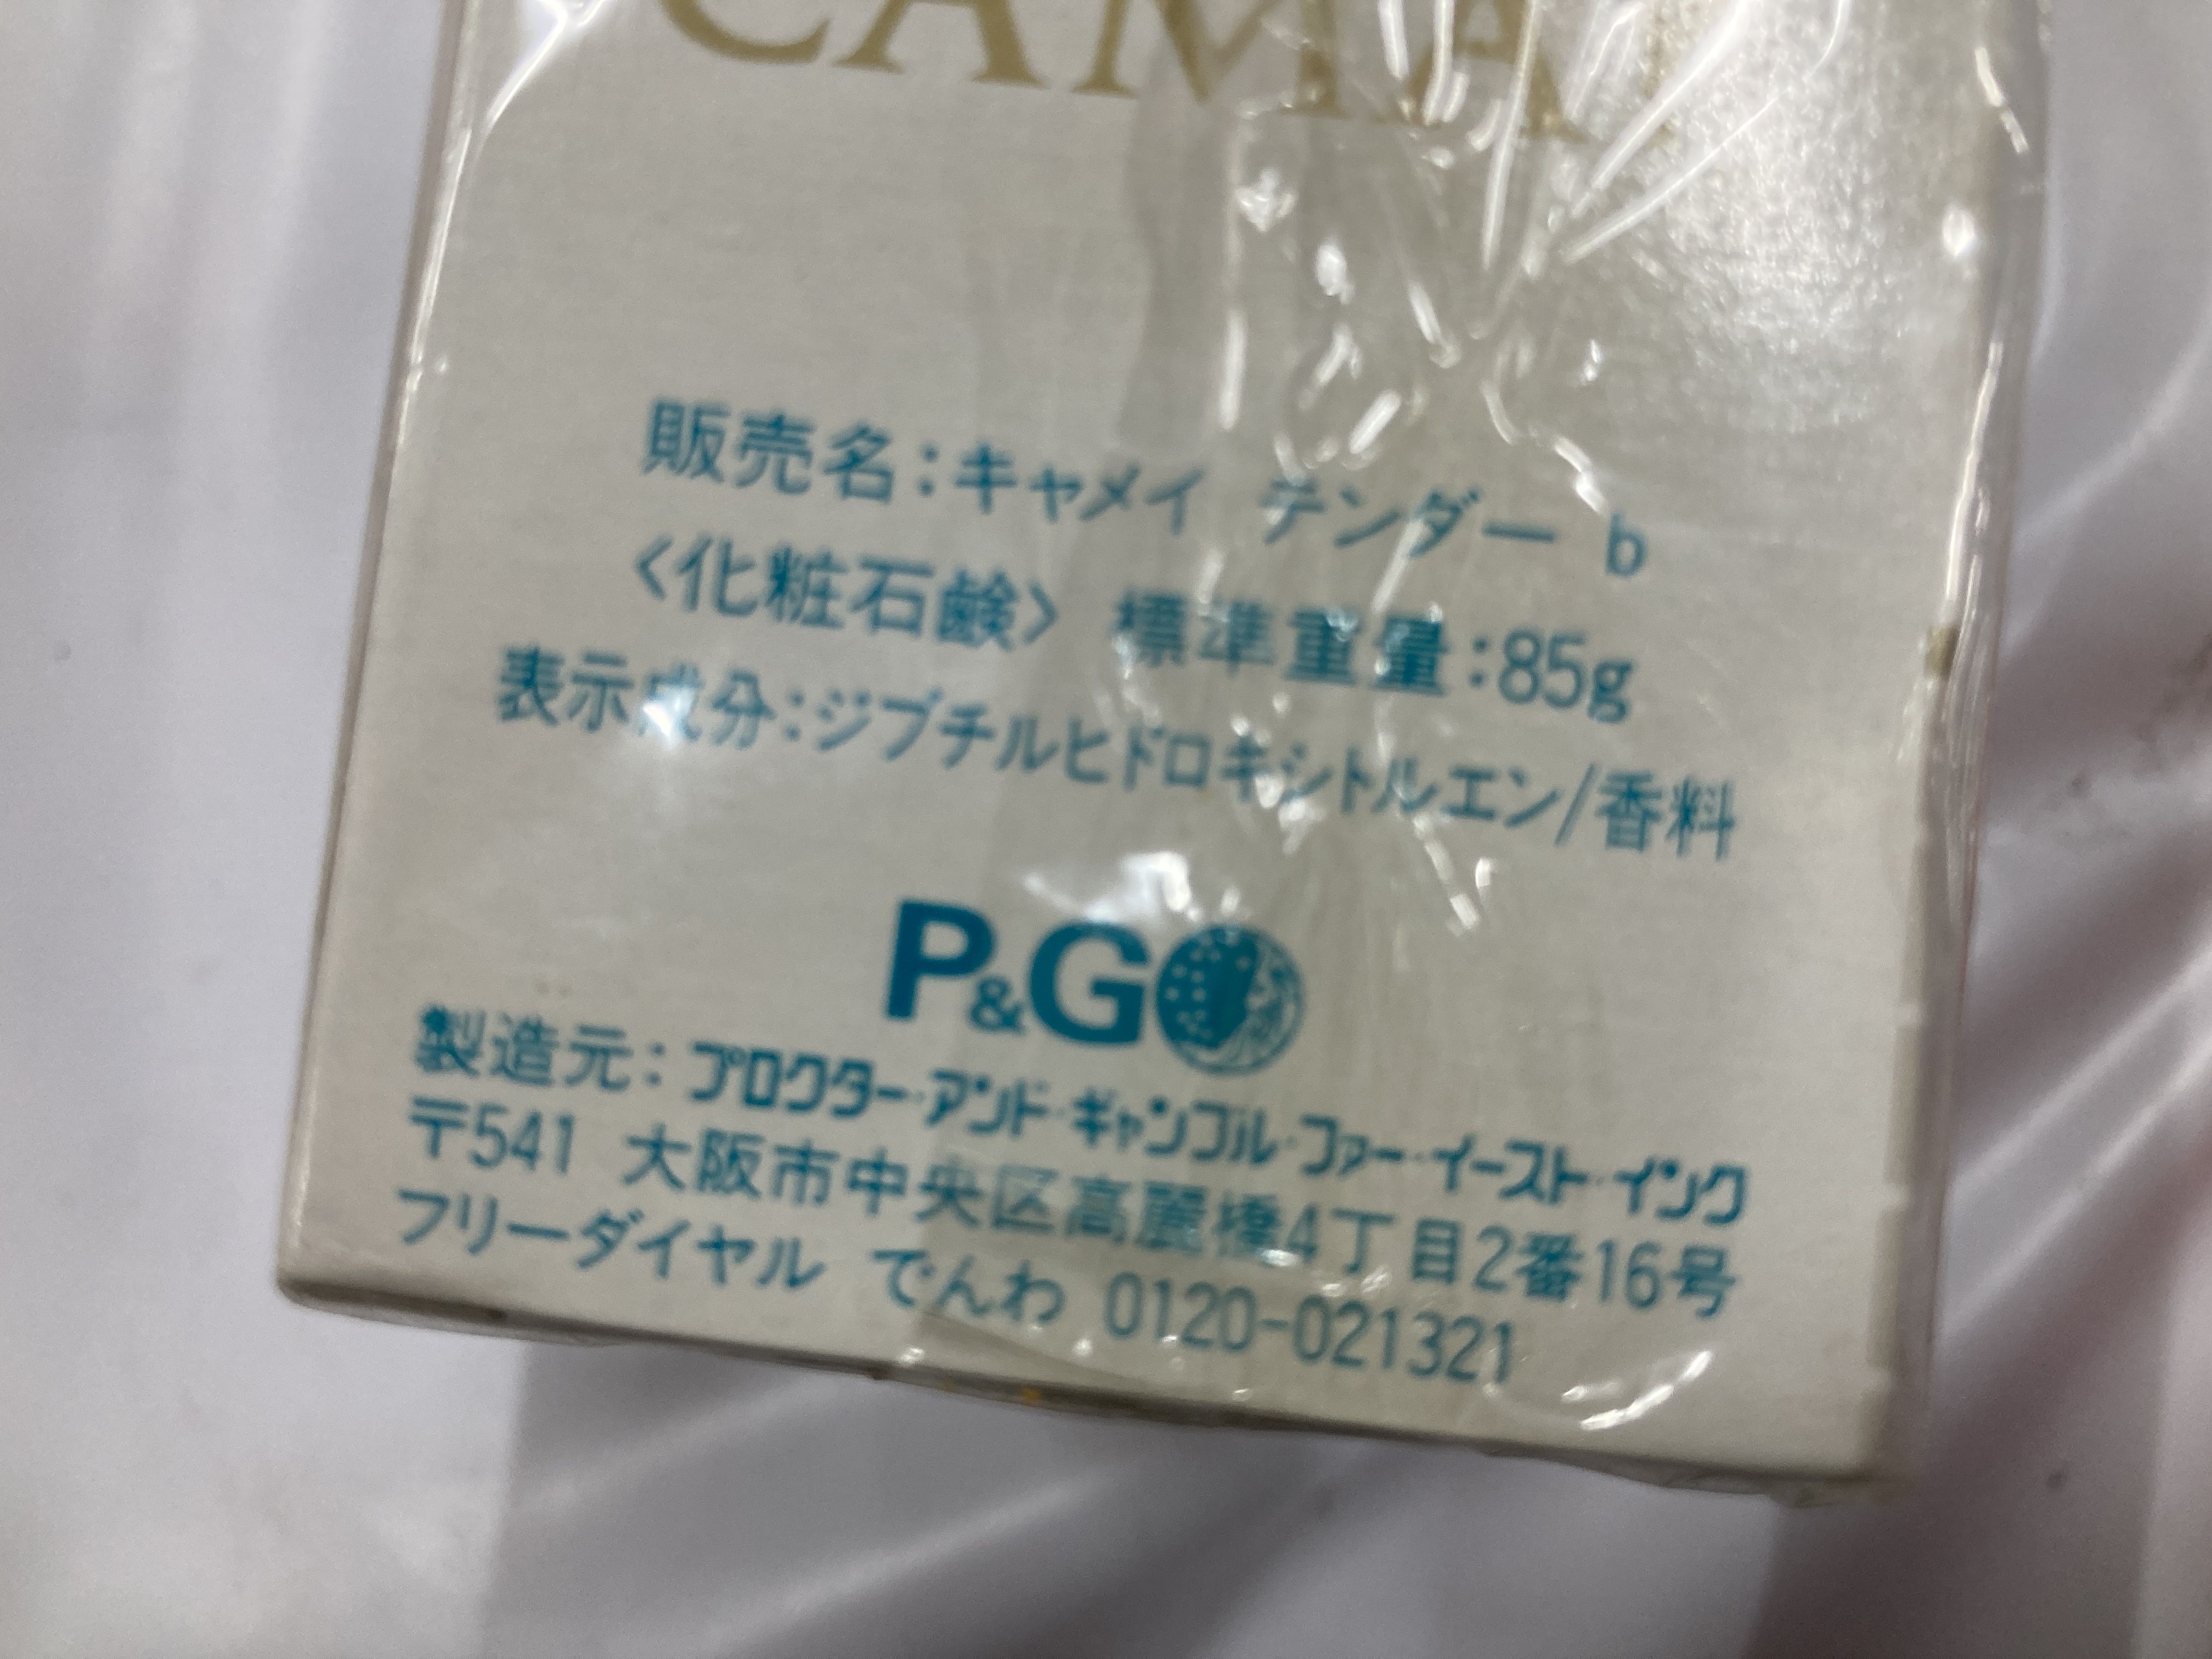 CAMAY
販売名：キャメイ テンダー b
〈化粧石鹸〉 標準重量：85g
表示成分：ジブチルヒドロキシトルエン/香料
P&G
製造元：プロクター・アンド・ギャンブル・ファー・イースト・インク
〒541 大阪市中央区高麗橋4丁目2番16号
フリーダイヤル でんわ 0120-021321